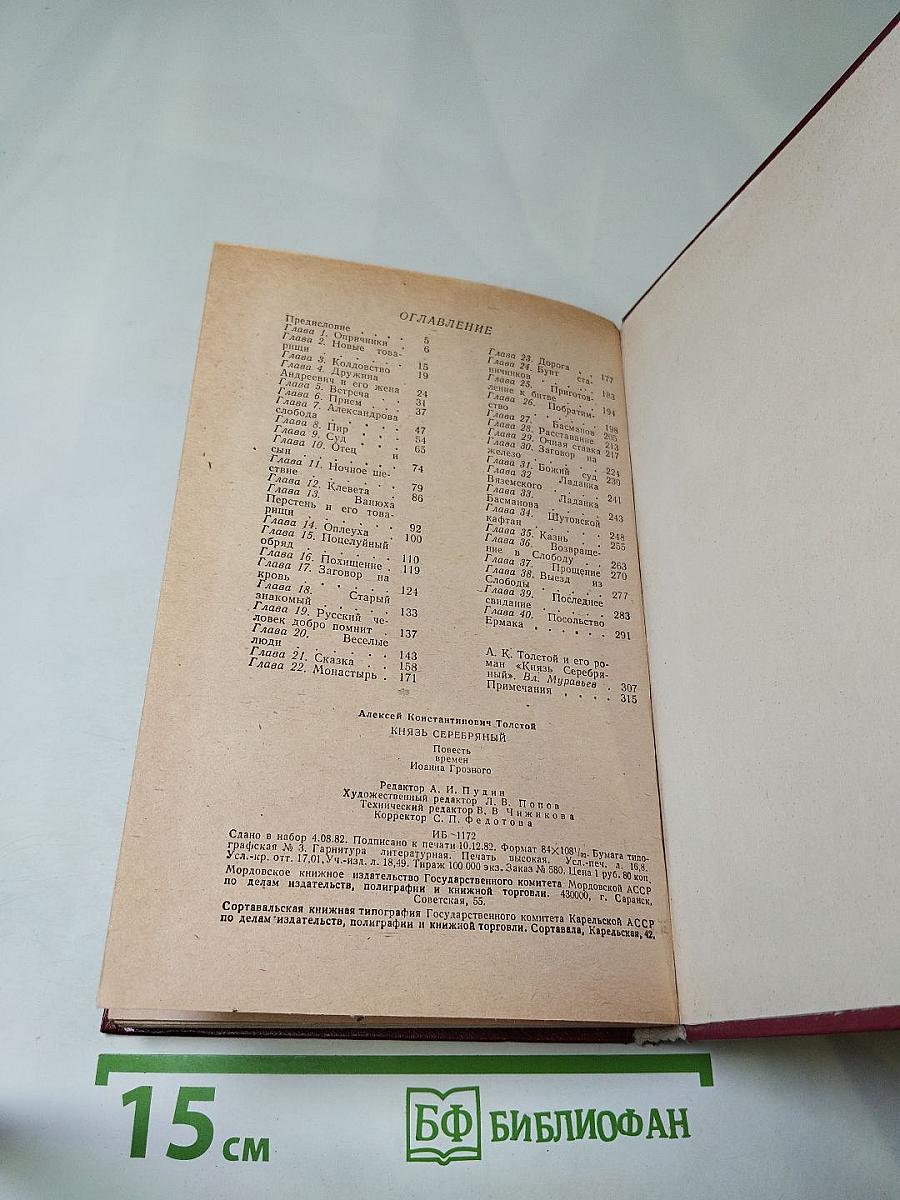 ОГЛАВЛЕНИЕ
Предисловие . . . 5
Глава 1. Опричники . 6
Глава 2. Новые това-
рищи . . . . . 15
Глава 3. Колдовство 19
Глава 4. Дружина
Андреевич и его жена 24
Глава 5. Встреча . . 31
Глава 6. Прием . . . 37
Глава 7. Александрова
слобода . . . . 47
Глава 8. Пир . . . 54
Глава 9. Суд . . . 65
Глава 10. Отец и
сын . . . . . 74
Глава 11. Ночное ше-
ствие . . . . . 79
Глава 12. Клевета . 86
Глава 13. Ванюха
Перстень и его това-
рищи . . . . . 92
Глава 14. Оплеуха . 100
Глава 15. Поцелуйный
обряд . . . . . 110
Глава 16. Похищение . 119
Глава 17. Заговор на
кровь . . . . . 124
Глава 18. Старый
знакомый . . . . 133
Глава 19. Русский че-
ловек добро помнит . 137
Глава 20. Веселые
люди . . . . . 143
Глава 21. Сказка . . 158
Глава 22. Монастырь . 171
Глава 23. Дорога . . 177
Глава 24. Бунт ста-
ничников . . . . 183
Глава 25. Приготов-
ление к битве . . . 194
Глава 26. Побратим-
ство . . . . . 198
Глава 27. Басманов 205
Глава 28. Расставание 213
Глава 29. Очная ставка 217
Глава 30. Заговор на
железо . . . . . 224
Глава 31. Божий суд 230
Глава 32 Ладанка
Вяземского . . . 241
Глава 33. Ладанка
Басманова . . . 243
Глава 34. Шутовской
кафтан . . . . 248
Глава 35. Казнь . . 255
Глава 36. Возвраще-
ние в Слободу . . 263
Глава 37. Прощение 270
Глава 38. Выезд из
Слободы . . . . 277
Глава 39. Последнее
свидание . . . . 283
Глава 40. Посольство
Ермака . . . . . 291
А. К. Толстой и его ро-
ман «Князь Серебря-
ный». Вл. Муравьев . 307
Примечания . . . . 315
Алексей Константинович Толстой
КНЯЗЬ СЕРЕБРЯНЫЙ
Повесть
времен
Иоанна Грозного
Редактор А. И. Пудин
Художественный редактор Л. В. Попов
Технический редактор В. В Чижикова
Корректор С. П. Федотова
ИБ -1172
Сдано в набор 4.08.82. Подписано к печати 10.12.82. Формат 84×108¹/₃₂. Бумага типо-
графская № 3. Гарнитура литературная. Печать высокая. Усл.-печ. л. 16,8.
Усл.-кр. отт. 17,01, Уч.-изд. л. 18,49. Тираж 100 000 экз. Заказ № 580. Цена 1 руб. 80 коп.
Мордовское книжное издательство Государственного комитета Мордовской АССР
по делам издательств, полиграфии и книжной торговли. 430000, г. Саранск,
Советская, 55.
Сортавальская книжная типография Государственного комитета Карельской АССР
по делам издательств, полиграфии и книжной торговли. Сортавала, Карельская, 42.
15 см
БФ БИБЛИОФАН